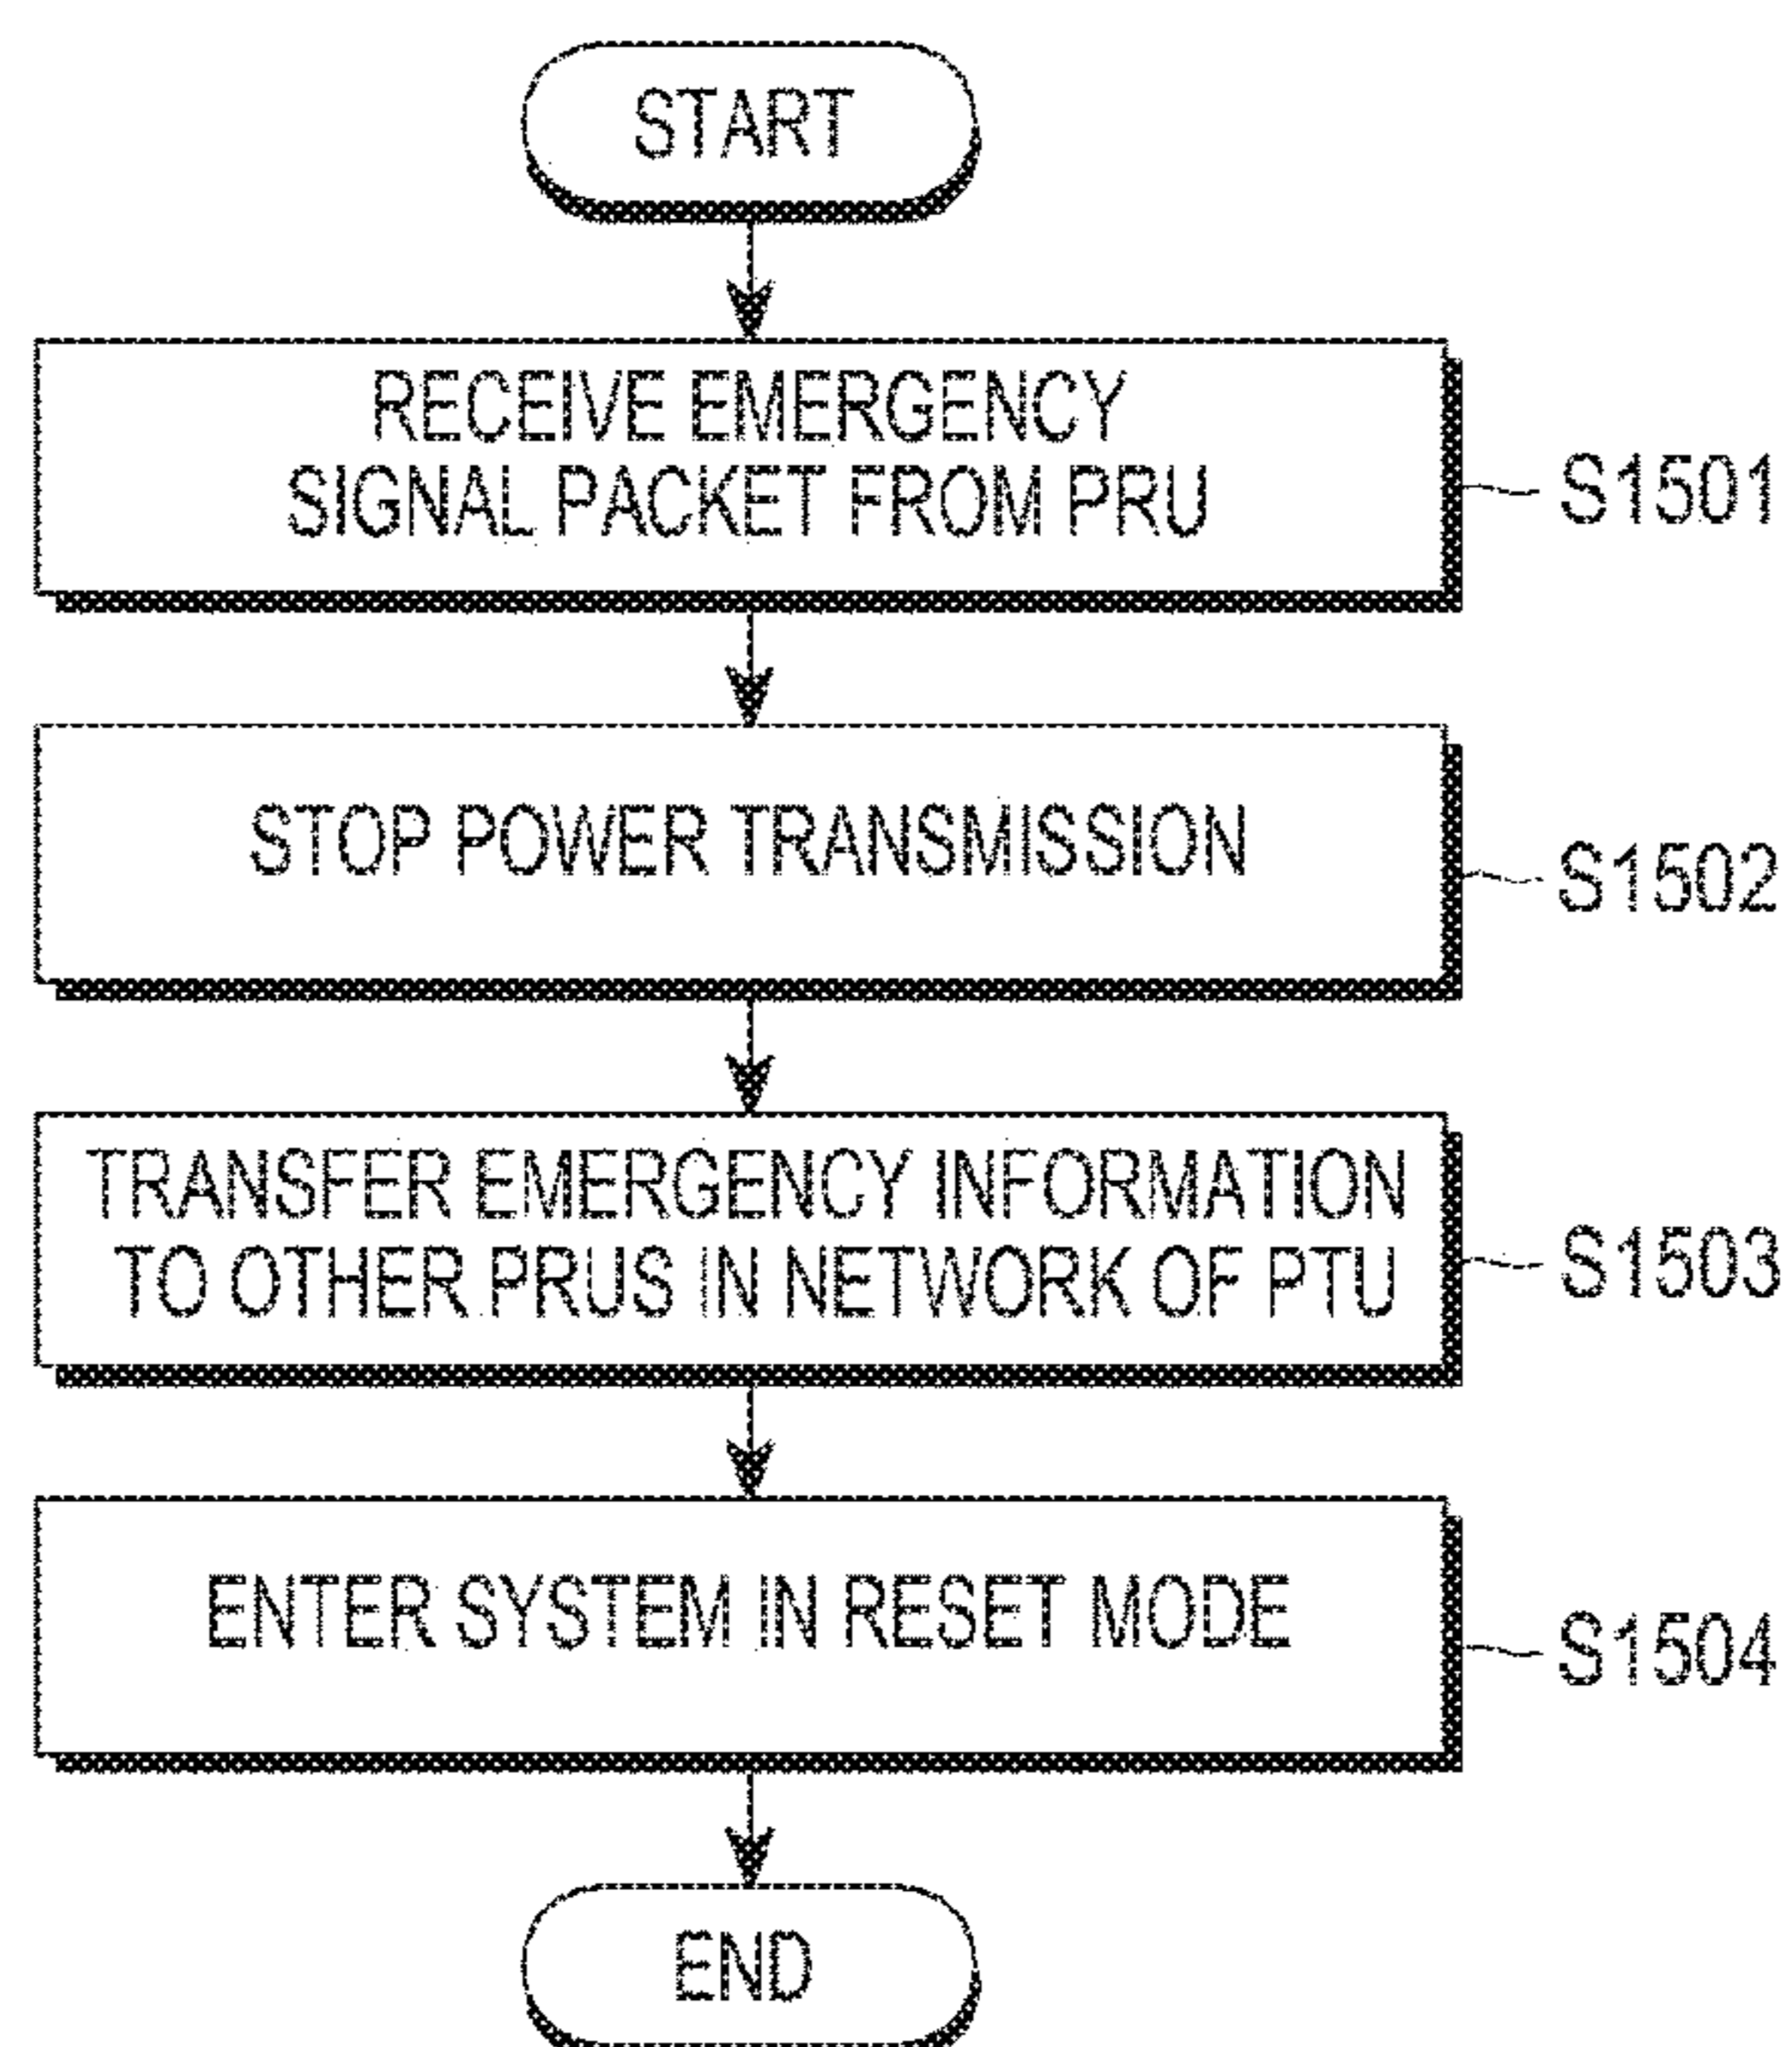 START
RECEIVE EMERGENCY
SIGNAL PACKET FROM PRU
S1501
STOP POWER TRANSMISSION
S1502
TRANSFER EMERGENCY INFORMATION
TO OTHER PRUS IN NETWORK OF PTU
S1503
ENTER SYSTEM IN RESET MODE
S1504
END